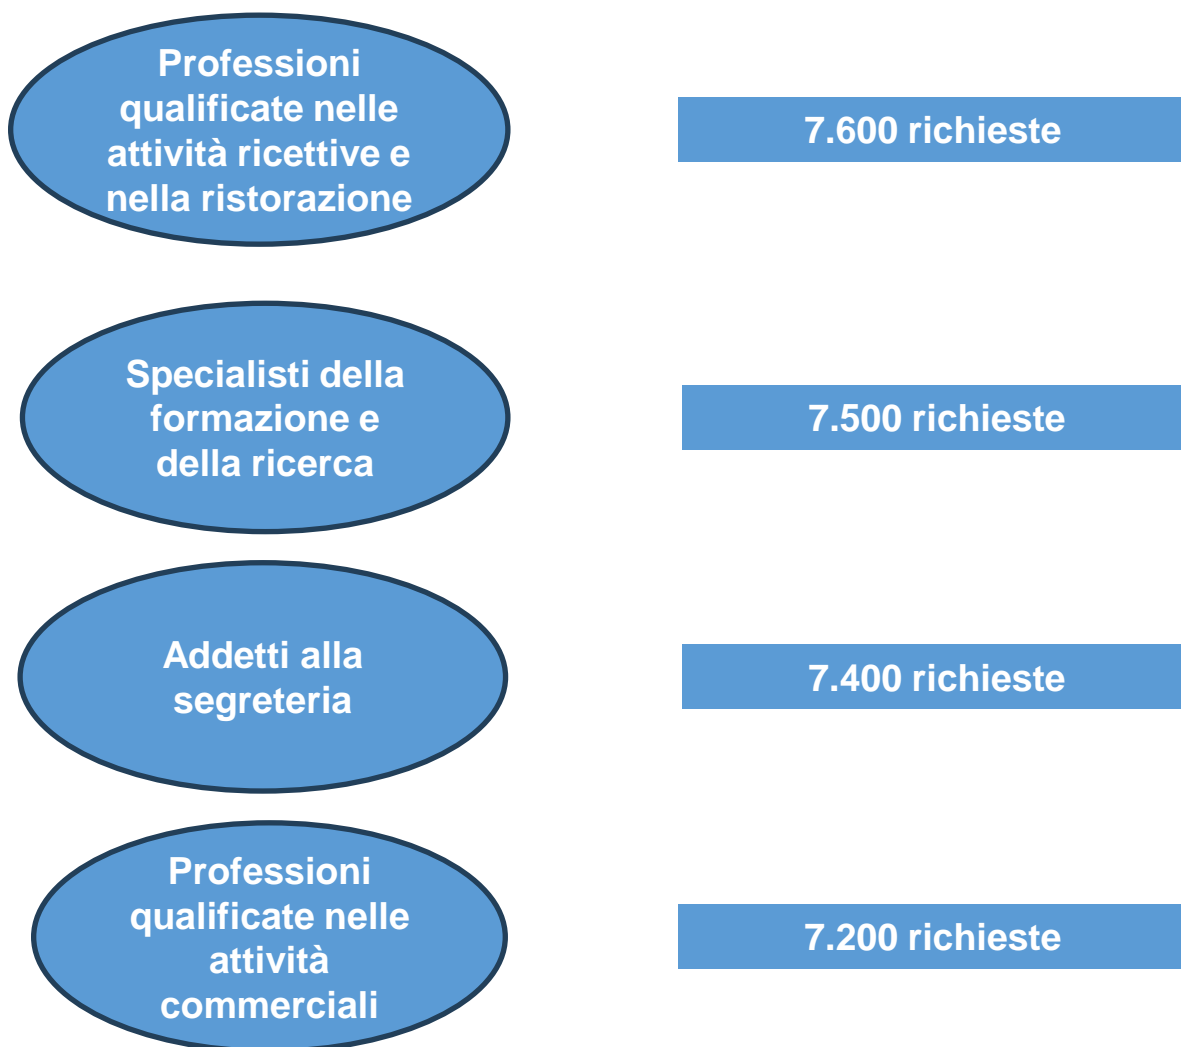 Professioni
qualificate nelle
attività ricettive e
nella ristorazione
7.600 richieste
Specialisti della
formazione e
della ricerca
7.500 richieste
Addetti alla
segreteria
7.400 richieste
Professioni
qualificate nelle
attività
commerciali
7.200 richieste